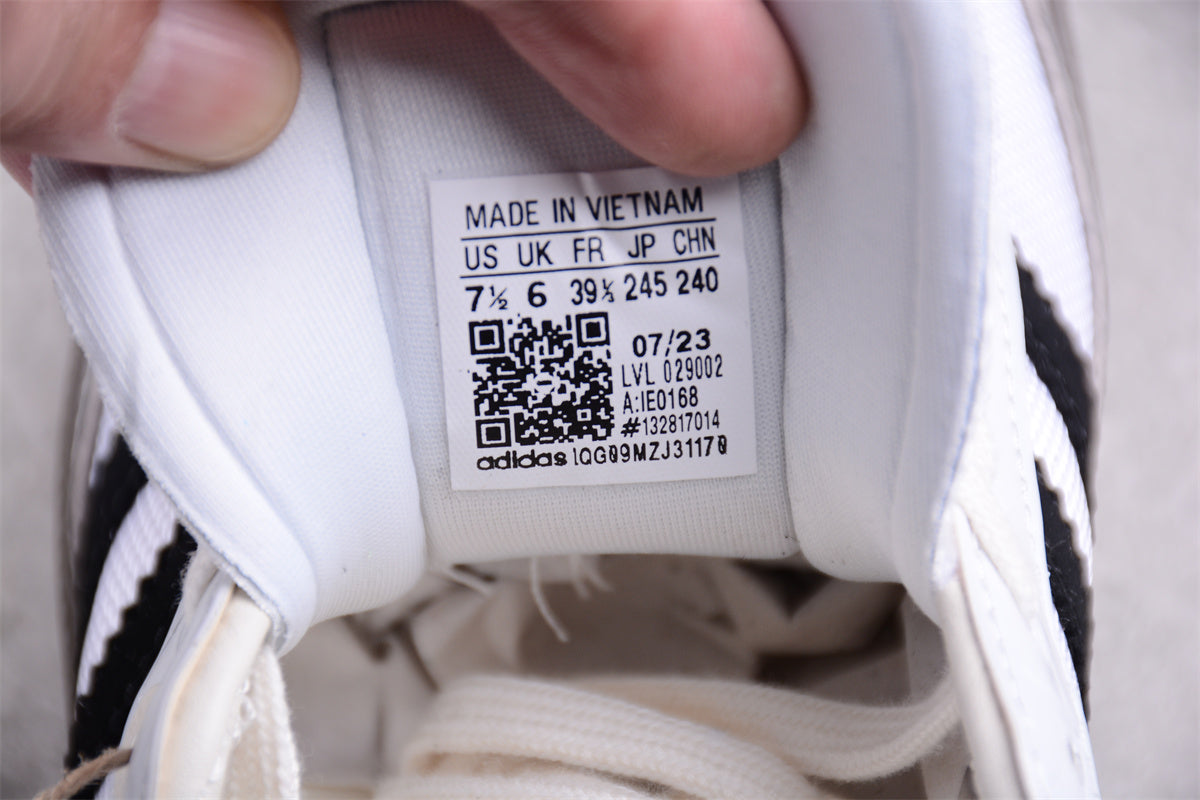 MADE IN VIETNAM
US UK FR JP CHN
7½ 6 39⅓ 245 240
07/23
LVL 029002
A:IE0168
#132817014
adidas 1QG09MZJ31170